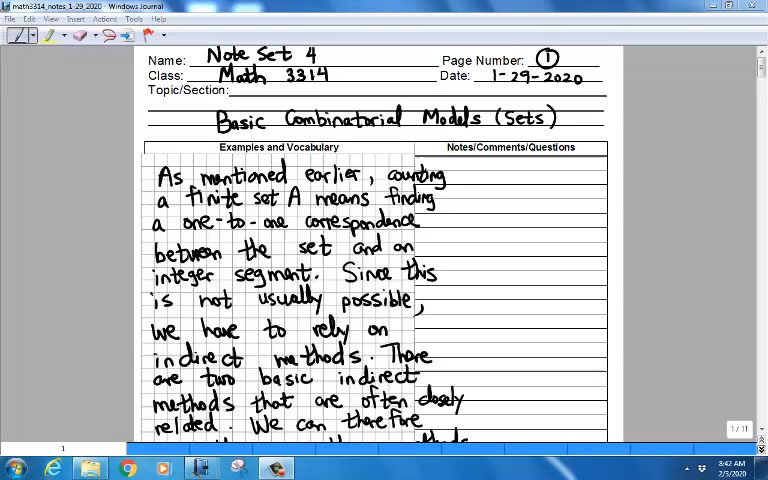 math3314_notes_1-29_2020 - Windows Journal
File Edit View Insert Actions Tools Help
Name: Note Set 4 Page Number: 1
Class: Math 3314 Date: 1-29-2020
Topic/Section:
Basic Combinatorial Models (Sets)
Examples and Vocabulary Notes/Comments/Questions
As mentioned earlier, counting
a finite set A means finding
a one-to-one correspondence
between the set and an
integer segment. Since this
is not usually possible,
we have to rely on
indirect methods. There
are two basic indirect
methods that are often closely
related. We can therefore
1 / 11
1
8:42 AM
2/3/2020